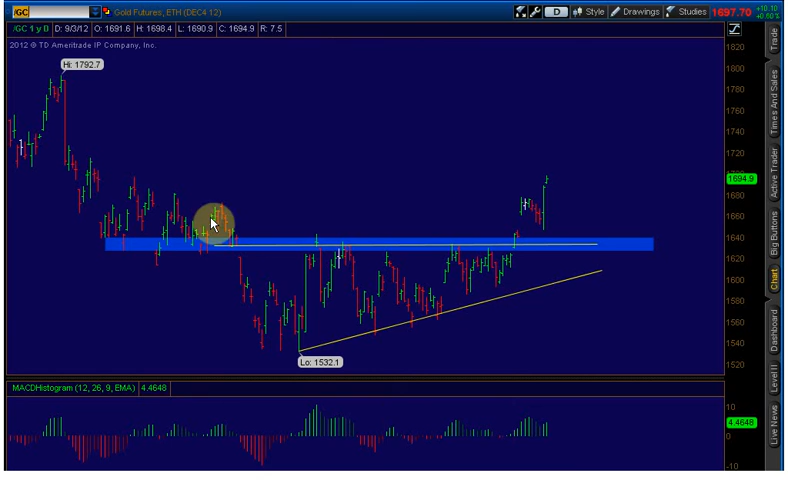 /GC Gold Futures, ETH (DEC4 12) D Style Drawings Studies 1697.70 +10.10 +0.60%
/GC 1 y D D: 9/3/12 O: 1691.6 H: 1698.4 L: 1690.9 C: 1694.9 R: 7.5
2012 © TD Ameritrade IP Company, Inc.
Hi: 1792.7
1820
1800
1780
1760
1740
1720
1700
1694.9
1680
1660
1640
1620
1600
1580
1560
1540
1520
Lo: 1532.1
MACDHistogram (12, 26, 9, EMA) 4.4648
10
4.4648
0
-10
Trade
Times And Sales
Active Trader
Big Buttons
Chart
Dashboard
Level II
Live News